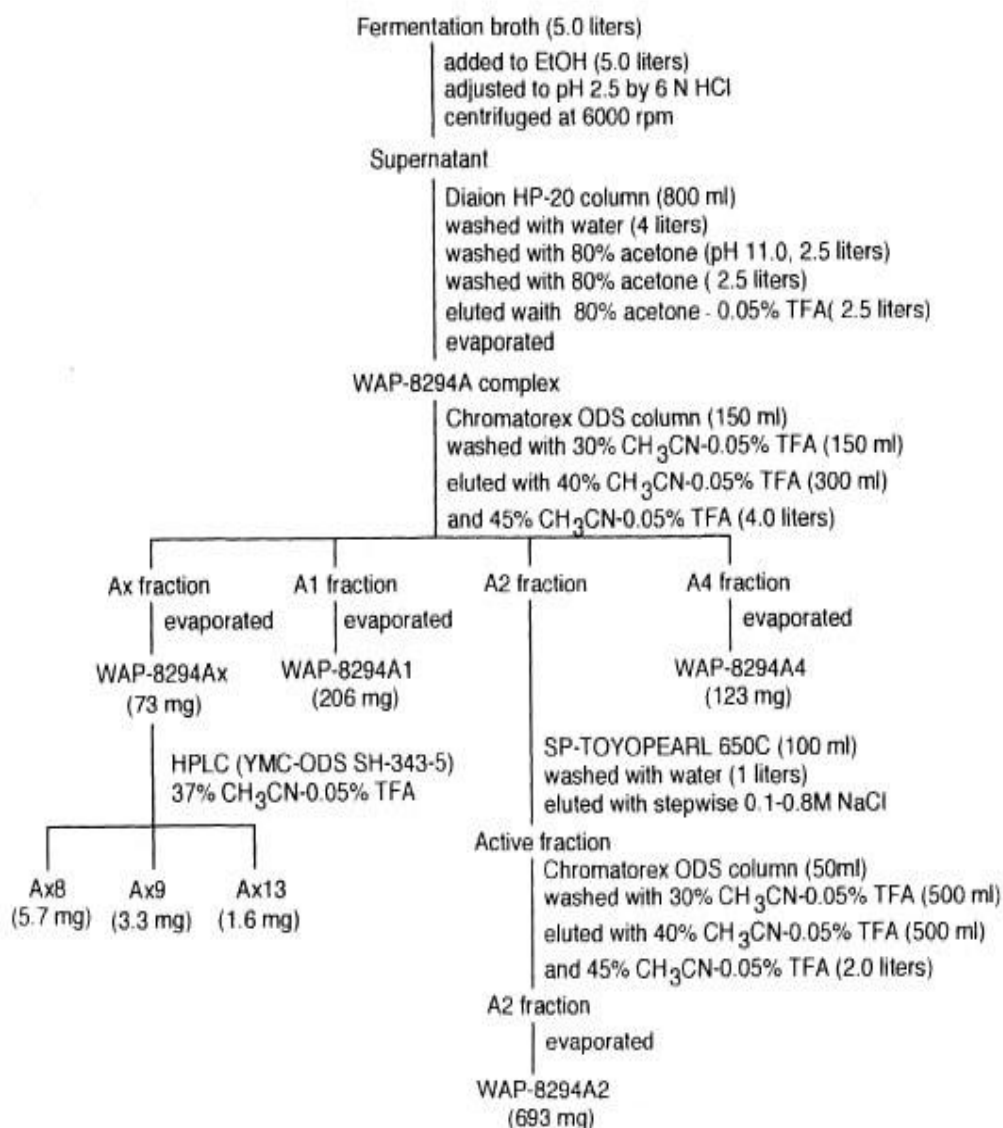 Fermentation broth (5.0 liters)
added to EtOH (5.0 liters)
adjusted to pH 2.5 by 6 N HCl
centrifuged at 6000 rpm
Supernatant
Diaion HP-20 column (800 ml)
washed with water (4 liters)
washed with 80% acetone (pH 11.0, 2.5 liters)
washed with 80% acetone ( 2.5 liters)
eluted waith 80% acetone - 0.05% TFA( 2.5 liters)
evaporated
WAP-8294A complex
Chromatorex ODS column (150 ml)
washed with 30% CH3CN-0.05% TFA (150 ml)
eluted with 40% CH3CN-0.05% TFA (300 ml)
and 45% CH3CN-0.05% TFA (4.0 liters)
Ax fraction
evaporated
WAP-8294Ax
(73 mg)
HPLC (YMC-ODS SH-343-5)
37% CH3CN-0.05% TFA
Ax8
(5.7 mg)
Ax9
(3.3 mg)
Ax13
(1.6 mg)
A1 fraction
evaporated
WAP-8294A1
(206 mg)
A2 fraction
SP-TOYOPEARL 650C (100 ml)
washed with water (1 liters)
eluted with stepwise 0.1-0.8M NaCl
Active fraction
Chromatorex ODS column (50ml)
washed with 30% CH3CN-0.05% TFA (500 ml)
eluted with 40% CH3CN-0.05% TFA (500 ml)
and 45% CH3CN-0.05% TFA (2.0 liters)
A2 fraction
evaporated
WAP-8294A2
(693 mg)
A4 fraction
evaporated
WAP-8294A4
(123 mg)